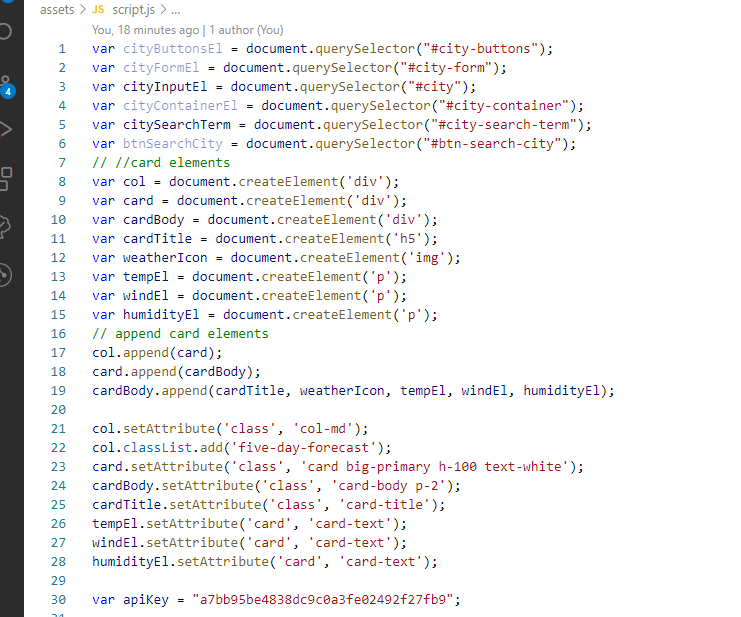 assets > JS script.js > ...
You, 18 minutes ago | 1 author (You)
1 var cityButtonsEl = document.querySelector("#city-buttons");
2 var cityFormEl = document.querySelector("#city-form");
3 var cityInputEl = document.querySelector("#city");
4 var cityContainerEl = document.querySelector("#city-container");
5 var citySearchTerm = document.querySelector("#city-search-term");
6 var btnSearchCity = document.querySelector("#btn-search-city");
7 // //card elements
8 var col = document.createElement('div');
9 var card = document.createElement('div');
10 var cardBody = document.createElement('div');
11 var cardTitle = document.createElement('h5');
12 var weatherIcon = document.createElement('img');
13 var tempEl = document.createElement('p');
14 var windEl = document.createElement('p');
15 var humidityEl = document.createElement('p');
16 // append card elements
17 col.append(card);
18 card.append(cardBody);
19 cardBody.append(cardTitle, weatherIcon, tempEl, windEl, humidityEl);
20
21 col.setAttribute('class', 'col-md');
22 col.classList.add('five-day-forecast');
23 card.setAttribute('class', 'card big-primary h-100 text-white');
24 cardBody.setAttribute('class', 'card-body p-2');
25 cardTitle.setAttribute('class', 'card-title');
26 tempEl.setAttribute('card', 'card-text');
27 windEl.setAttribute('card', 'card-text');
28 humidityEl.setAttribute('card', 'card-text');
29
30 var apiKey = "a7bb95be4838dc9c0a3fe02492f27fb9";
4